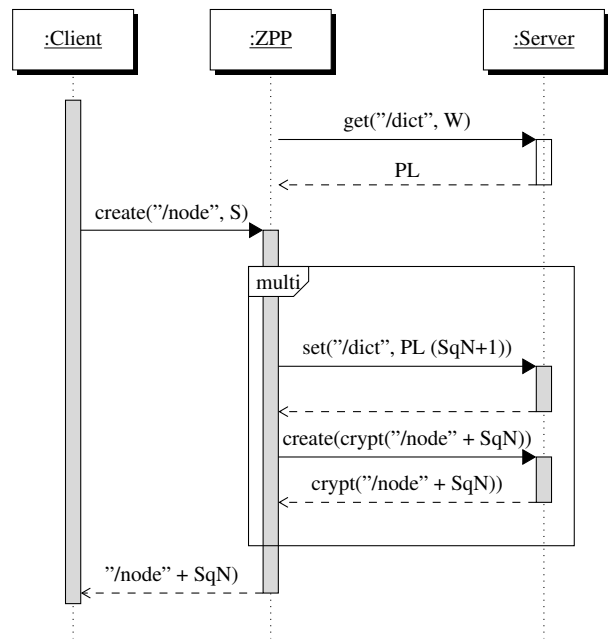 :Client :ZPP :Server
get(”/dict”, W)
PL
create(”/node”, S)
multi
set(”/dict”, PL (SqN+1))
create(crypt(”/node” + SqN))
crypt(”/node” + SqN))
”/node” + SqN)